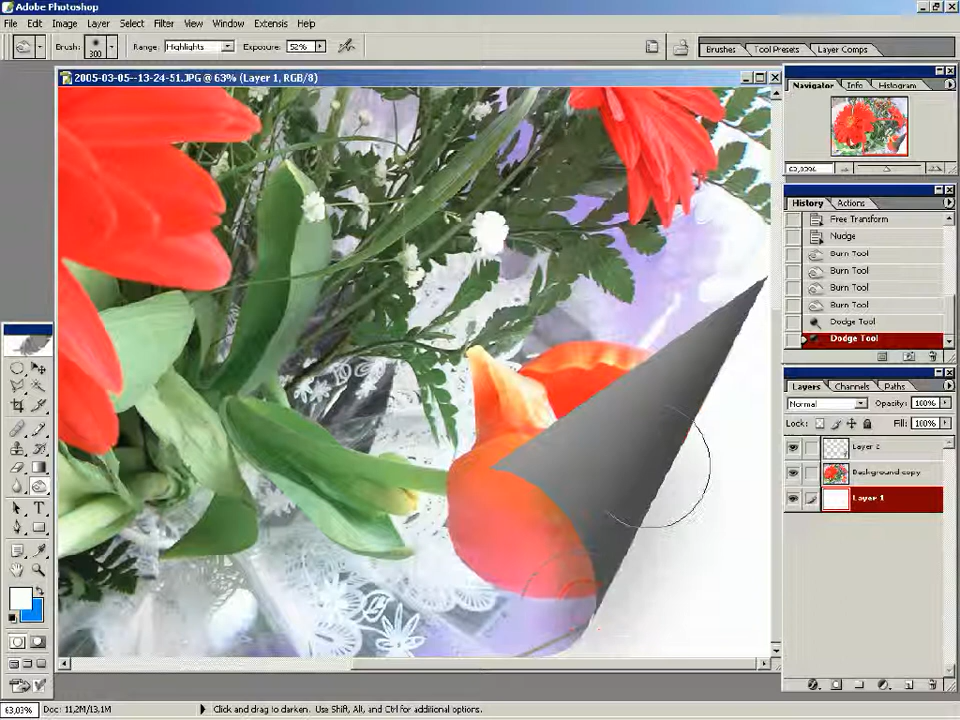 Adobe Photoshop
File Edit Image Layer Select Filter View Window Extensis Help
Brush: 300 Range: Highlights Exposure: 52%
Brushes Tool Presets Layer Comps
2005-03-05--13-24-51.JPG @ 63% (Layer 1, RGB/8)
Navigator Info Histogram
63,03%
History Actions
Free Transform
Nudge
Burn Tool
Burn Tool
Burn Tool
Burn Tool
Dodge Tool
Dodge Tool
Layers Channels Paths
Normal Opacity: 100%
Lock: Fill: 100%
Layer 2
Background copy
Layer 1
63,03% Doc: 11,2M/13,1M Click and drag to darken. Use Shift, Alt, and Ctrl for additional options.